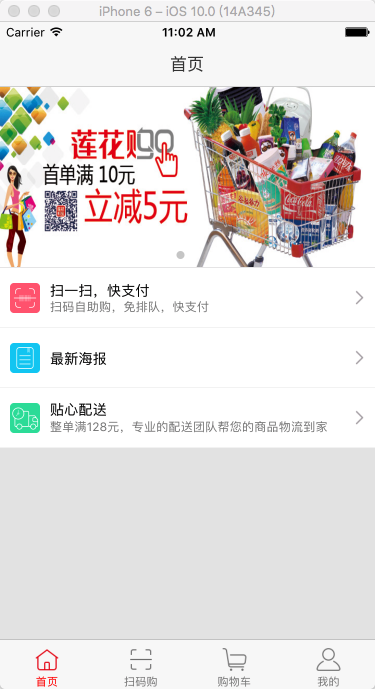 iPhone 6 – iOS 10.0 (14A345)
Carrier 11:02 AM
首页
莲花购GO
首单满 10元
立减5元
Coca-Cola
扫一扫，快支付
扫码自助购，免排队，快支付
最新海报
贴心配送
整单满128元，专业的配送团队帮您的商品物流到家
首页 扫码购 购物车 我的